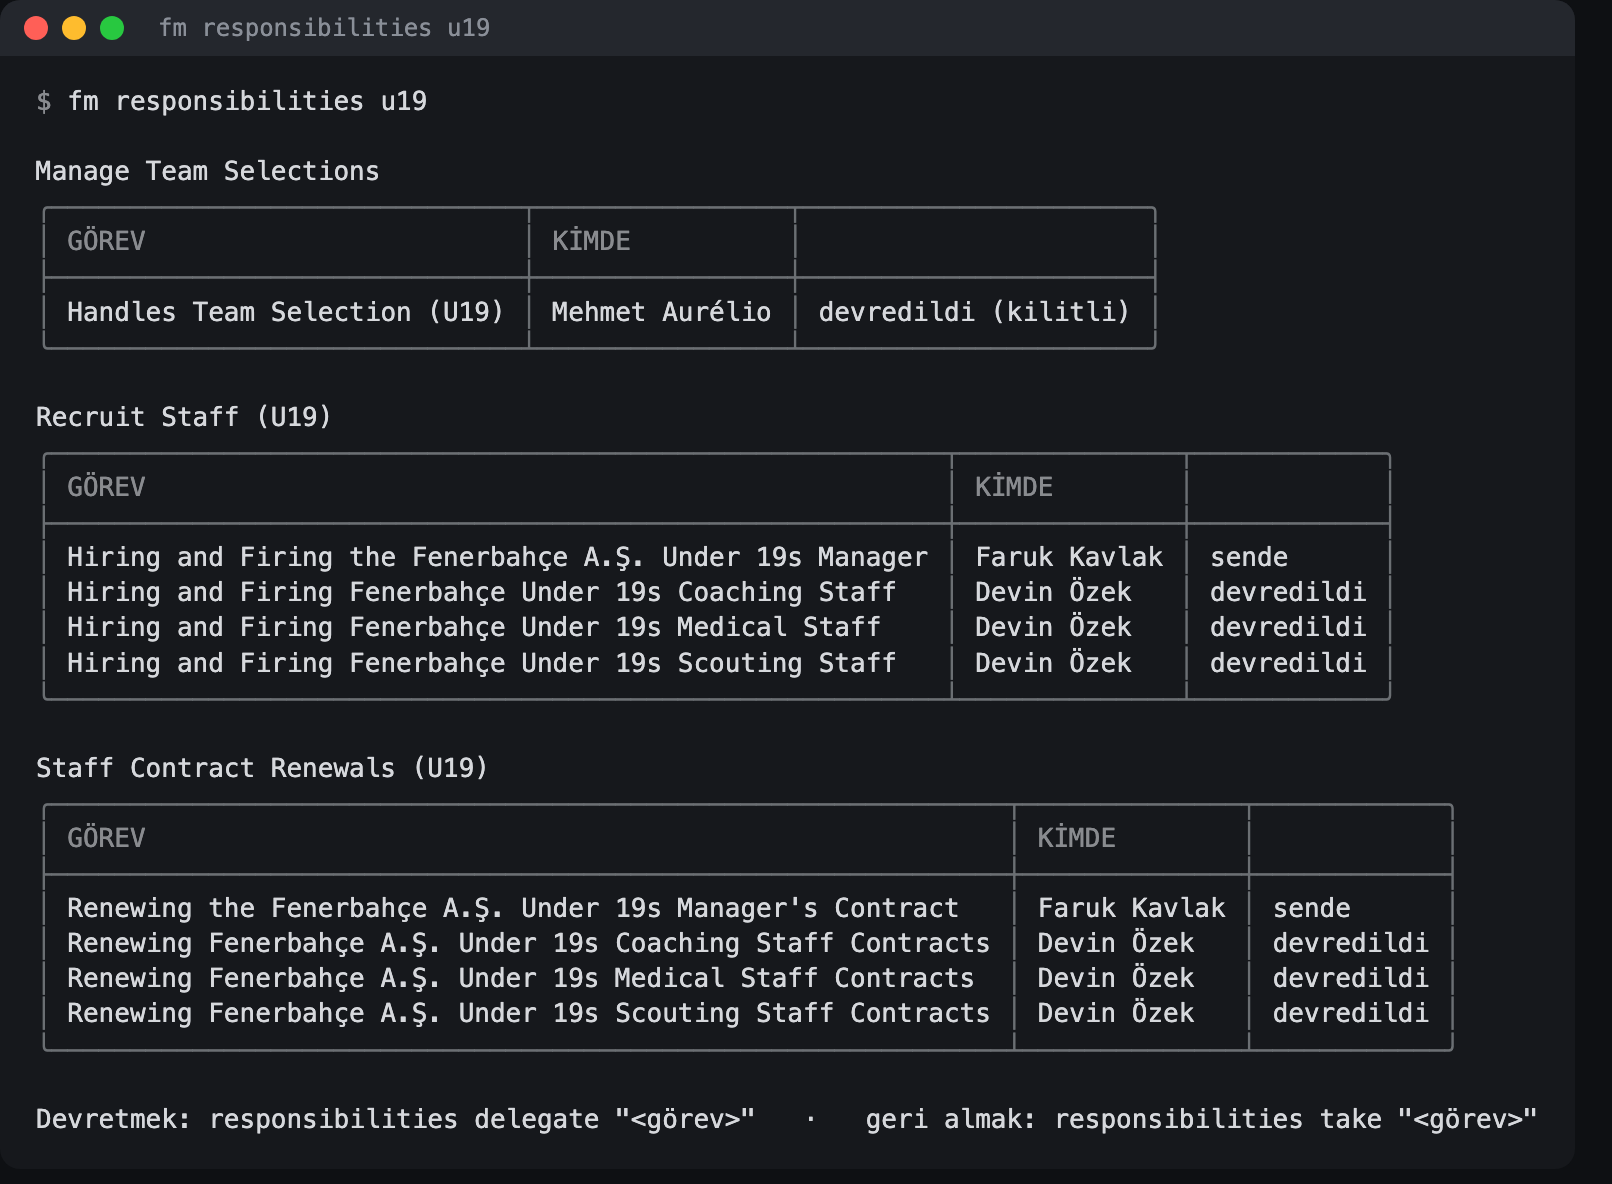 fm responsibilities u19
$ fm responsibilities u19
Manage Team Selections
GÖREV KİMDE
Handles Team Selection (U19) Mehmet Aurélio devredildi (kilitli)
Recruit Staff (U19)
GÖREV KİMDE
Hiring and Firing the Fenerbahçe A.Ş. Under 19s Manager Faruk Kavlak sende
Hiring and Firing Fenerbahçe Under 19s Coaching Staff Devin Özek devredildi
Hiring and Firing Fenerbahçe Under 19s Medical Staff Devin Özek devredildi
Hiring and Firing Fenerbahçe Under 19s Scouting Staff Devin Özek devredildi
Staff Contract Renewals (U19)
GÖREV KİMDE
Renewing the Fenerbahçe A.Ş. Under 19s Manager's Contract Faruk Kavlak sende
Renewing Fenerbahçe A.Ş. Under 19s Coaching Staff Contracts Devin Özek devredildi
Renewing Fenerbahçe A.Ş. Under 19s Medical Staff Contracts Devin Özek devredildi
Renewing Fenerbahçe A.Ş. Under 19s Scouting Staff Contracts Devin Özek devredildi
Devretmek: responsibilities delegate "<görev>" · geri almak: responsibilities take "<görev>"